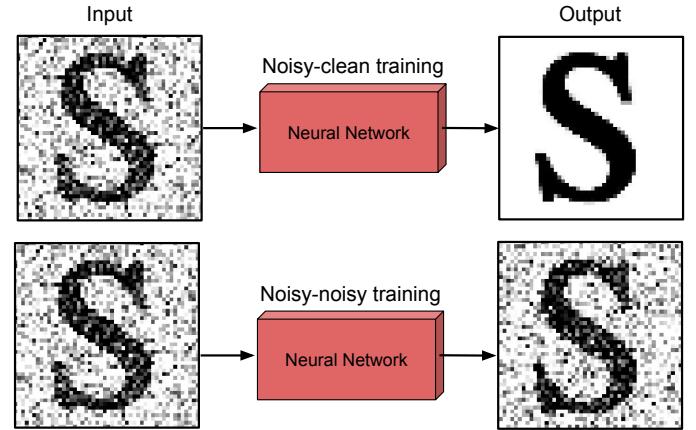 Input
Output
Noisy-clean training
S
Neural Network
S
Noisy-noisy training
S
Neural Network
S